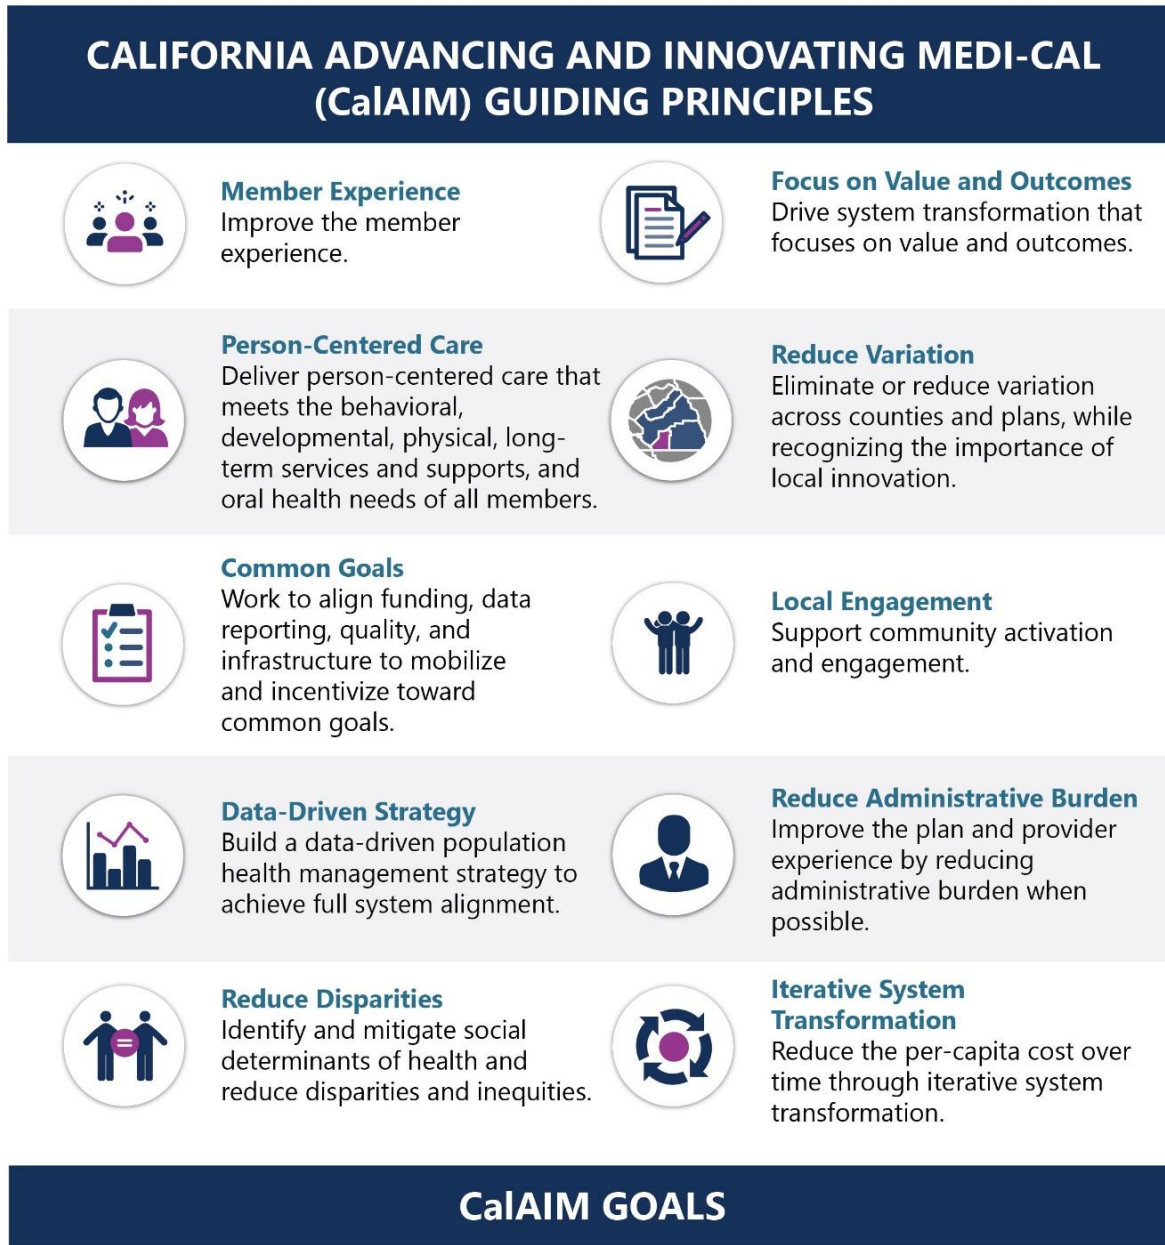 CALIFORNIA ADVANCING AND INNOVATING MEDI-CAL
(CalAIM) GUIDING PRINCIPLES
Member Experience
Improve the member
experience.
Focus on Value and Outcomes
Drive system transformation that
focuses on value and outcomes.
Person-Centered Care
Deliver person-centered care that
meets the behavioral,
developmental, physical, long-
term services and supports, and
oral health needs of all members.
Reduce Variation
Eliminate or reduce variation
across counties and plans, while
recognizing the importance of
local innovation.
Common Goals
Work to align funding, data
reporting, quality, and
infrastructure to mobilize
and incentivize toward
common goals.
Local Engagement
Support community activation
and engagement.
Data-Driven Strategy
Build a data-driven population
health management strategy to
achieve full system alignment.
Reduce Administrative Burden
Improve the plan and provider
experience by reducing
administrative burden when
possible.
Reduce Disparities
Identify and mitigate social
determinants of health and
reduce disparities and inequities.
Iterative System
Transformation
Reduce the per-capita cost over
time through iterative system
transformation.
CalAIM GOALS